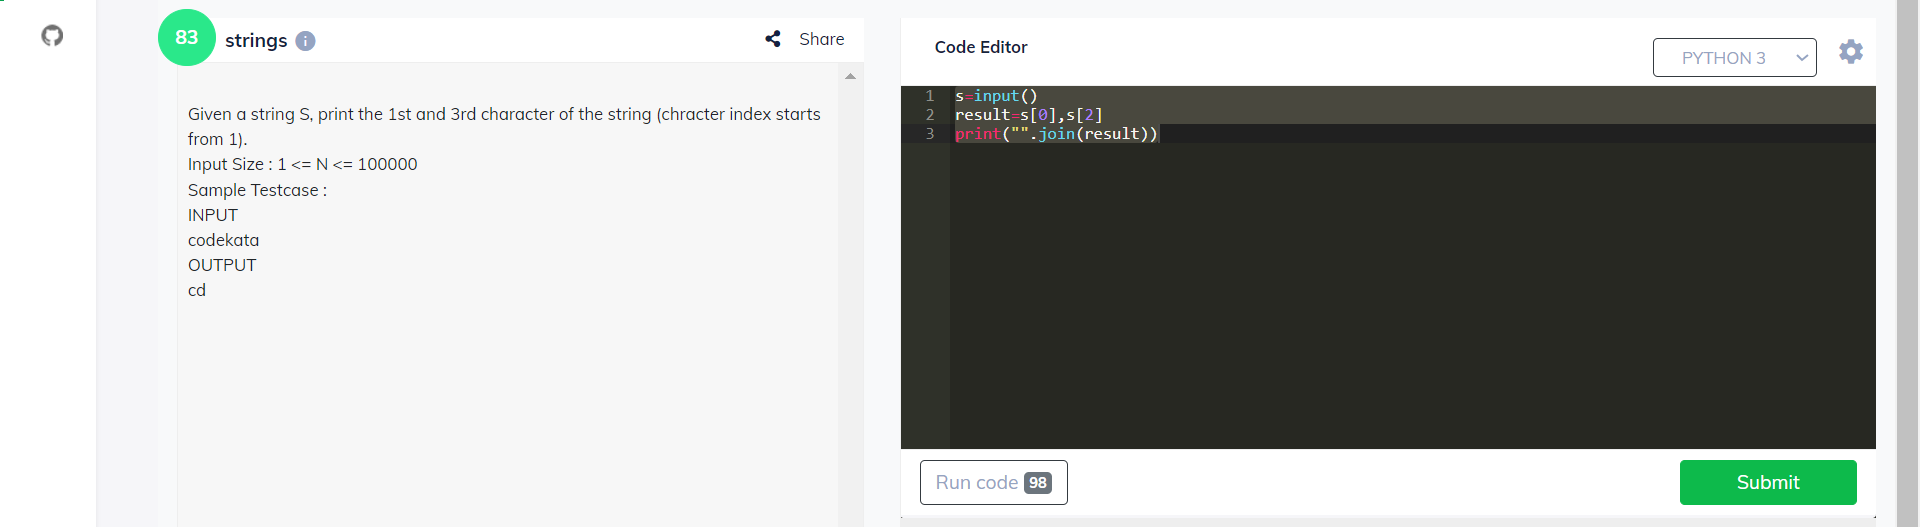 83
strings
Share
Given a string S, print the 1st and 3rd character of the string (chracter index starts
from 1).
Input Size : 1 <= N <= 100000
Sample Testcase :
INPUT
codekata
OUTPUT
cd
Code Editor
PYTHON 3
1 s=input()
2 result=s[0],s[2]
3 print("".join(result))
Run code 98
Submit